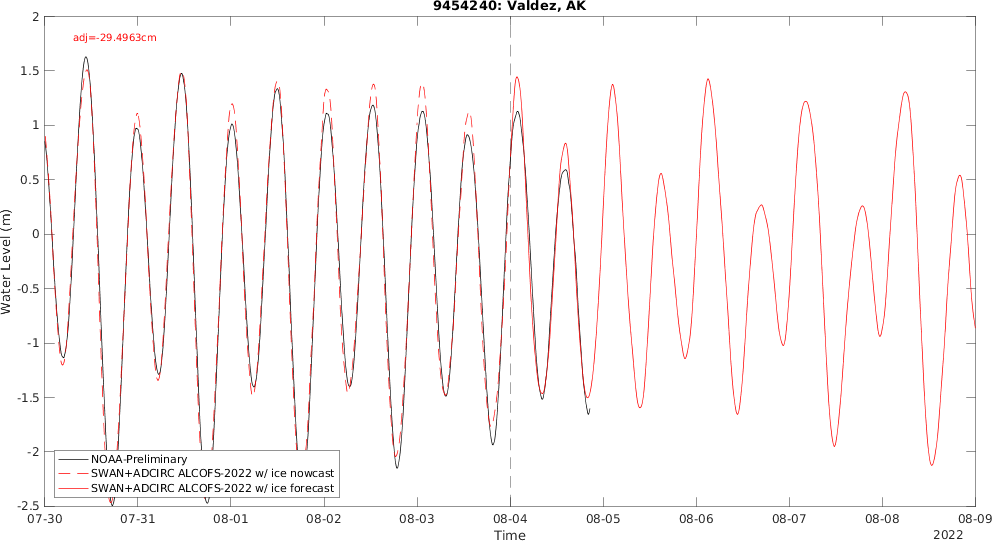 9454240: Valdez, AK
adj=-29.4963cm
Water Level (m)
2
1.5
1
0.5
0
-0.5
-1
-1.5
-2
-2.5
NOAA-Preliminary
SWAN+ADCIRC ALCOFS-2022 w/ ice nowcast
SWAN+ADCIRC ALCOFS-2022 w/ ice forecast
07-30 07-31 08-01 08-02 08-03 08-04 08-05 08-06 08-07 08-08 08-09
Time
2022